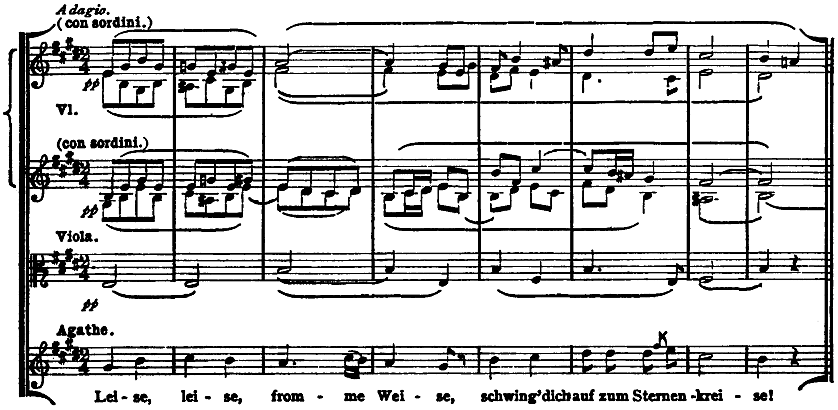 Adagio.
(con sordini.)
pp
Vl.
(con sordini.)
pp
Viola.
pp
Agathe.
Lei - se, lei - se, from - me Wei - se, schwing'dich auf zum Sternen - krei - se!